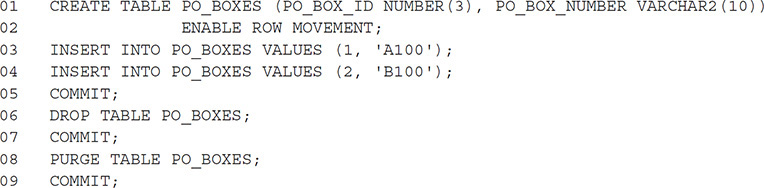 01 CREATE TABLE PO_BOXES (PO_BOX_ID NUMBER(3), PO_BOX_NUMBER VARCHAR2(10))
02 ENABLE ROW MOVEMENT;
03 INSERT INTO PO_BOXES VALUES (1, 'A100');
04 INSERT INTO PO_BOXES VALUES (2, 'B100');
05 COMMIT;
06 DROP TABLE PO_BOXES;
07 COMMIT;
08 PURGE TABLE PO_BOXES;
09 COMMIT;